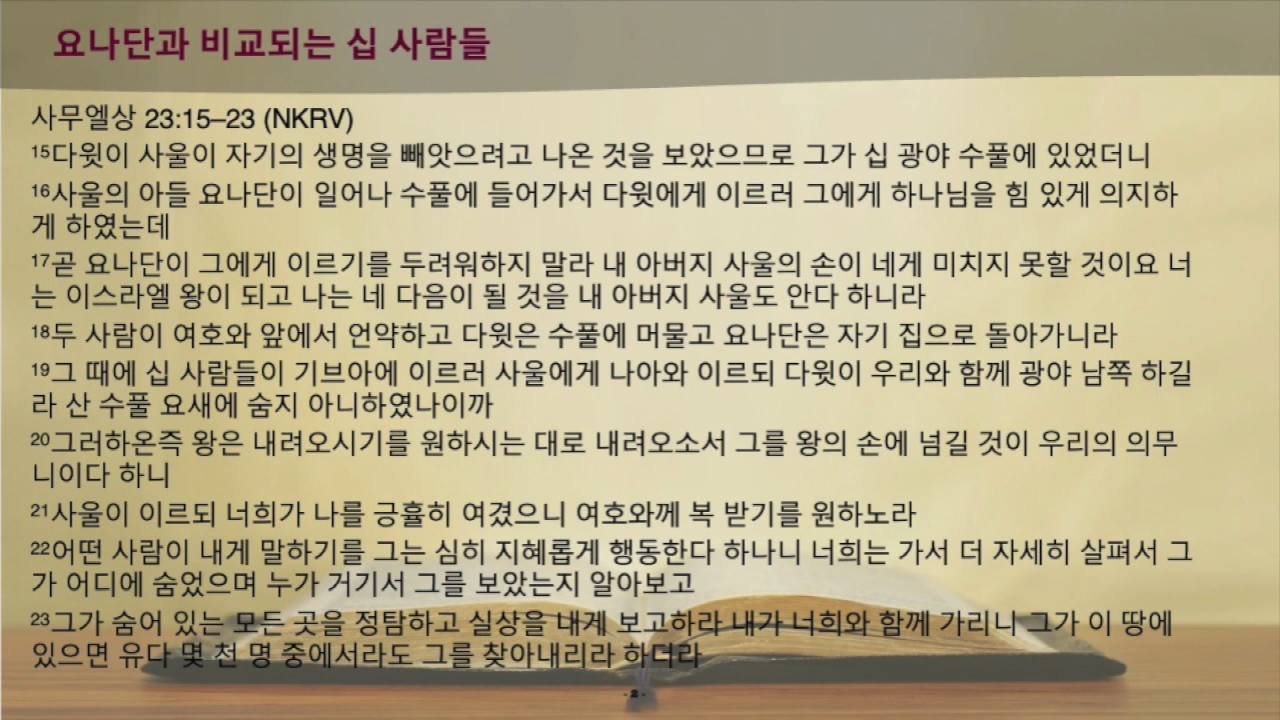 요나단과 비교되는 십 사람들
사무엘상 23:15–23 (NKRV)
15다윗이 사울이 자기의 생명을 빼앗으려고 나온 것을 보았으므로 그가 십 광야 수풀에 있었더니
16사울의 아들 요나단이 일어나 수풀에 들어가서 다윗에게 이르러 그에게 하나님을 힘 있게 의지하
게 하였는데
17곧 요나단이 그에게 이르기를 두려워하지 말라 내 아버지 사울의 손이 네게 미치지 못할 것이요 너
는 이스라엘 왕이 되고 나는 네 다음이 될 것을 내 아버지 사울도 안다 하니라
18두 사람이 여호와 앞에서 언약하고 다윗은 수풀에 머물고 요나단은 자기 집으로 돌아가니라
19그 때에 십 사람들이 기브아에 이르러 사울에게 나아와 이르되 다윗이 우리와 함께 광야 남쪽 하길
라 산 수풀 요새에 숨지 아니하였나이까
20그러하온즉 왕은 내려오시기를 원하시는 대로 내려오소서 그를 왕의 손에 넘길 것이 우리의 의무
니이다 하니
21사울이 이르되 너희가 나를 긍휼히 여겼으니 여호와께 복 받기를 원하노라
22어떤 사람이 내게 말하기를 그는 심히 지혜롭게 행동한다 하나니 너희는 가서 더 자세히 살펴서 그
가 어디에 숨었으며 누가 거기서 그를 보았는지 알아보고
23그가 숨어 있는 모든 곳을 정탐하고 실상을 내게 보고하라 내가 너희와 함께 가리니 그가 이 땅에
있으면 유다 몇 천 명 중에서라도 그를 찾아내리라 하더라
- 2 -